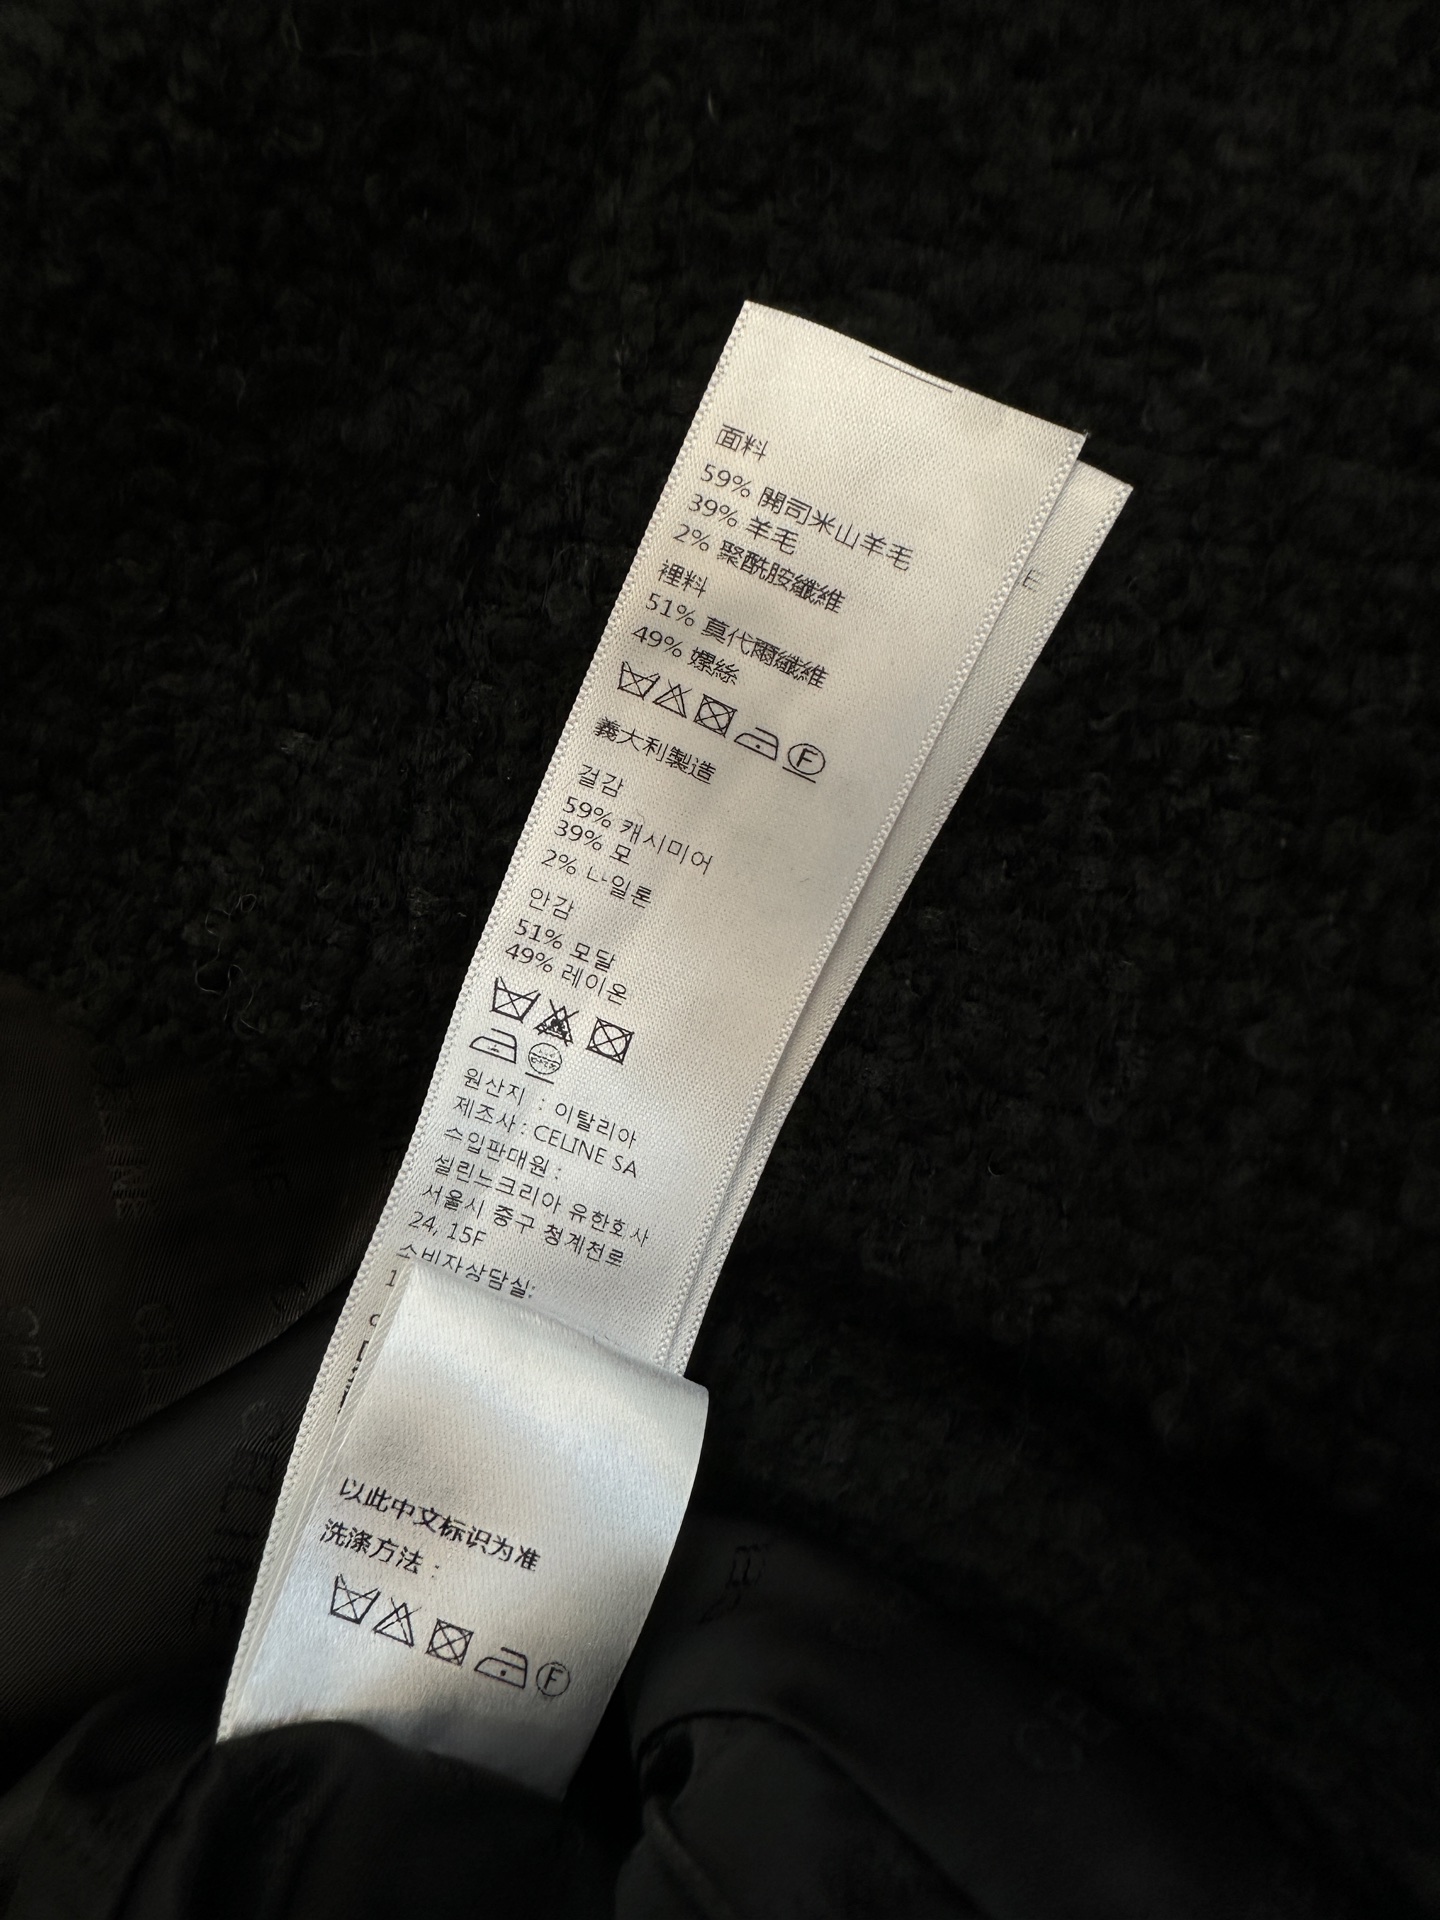 面料
59% 開司米山羊毛
39% 羊毛
2% 聚酰胺纖維
裡料
51% 莫代爾纖維
49% 嫘絲
F
義大利製造
겉감
59% 캐시미어
39% 모
2% 나일론
안감
51% 모달
49% 레이온
원산지 : 이탈리아
제조사 : CELINE SA
수입판매원 :
셀린느코리아 유한회사
서울시 중구 청계천로
24, 15F
소비자상담실:
E
以此中文标识为准
洗涤方法 :
F